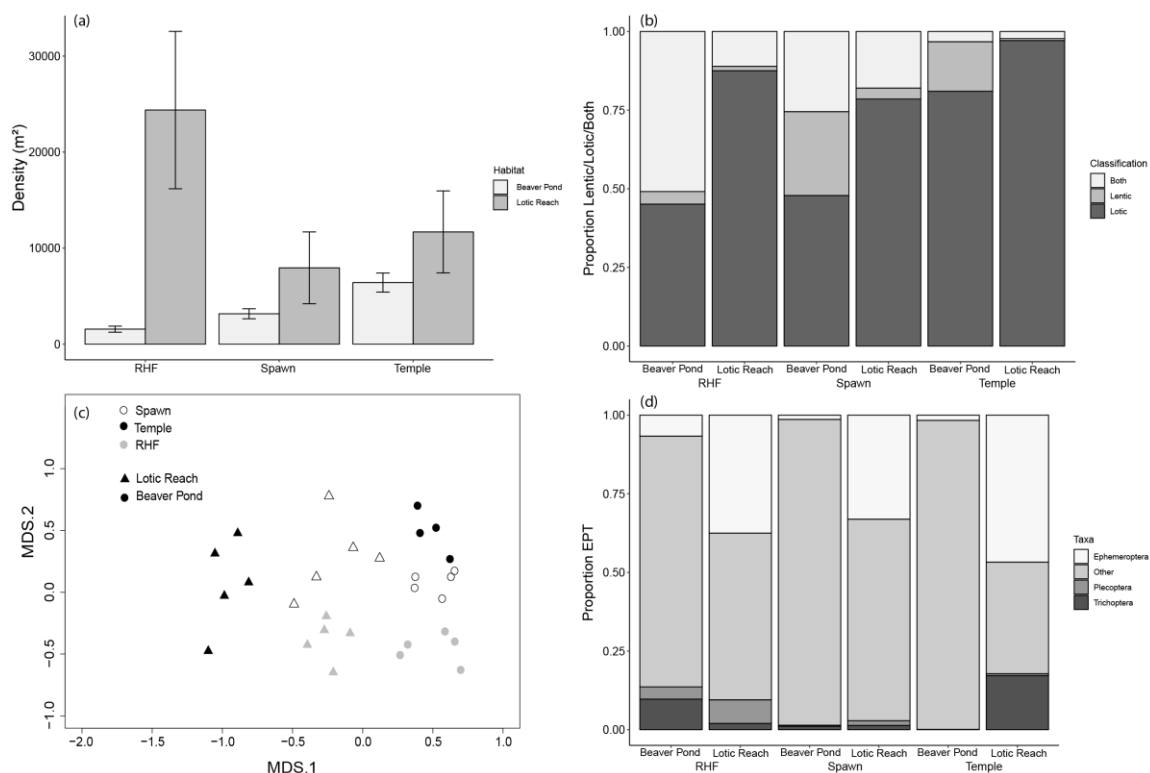 (a)
Density (m²)
30000
20000
10000
0
RHF
Spawn
Temple
Habitat
Beaver Pond
Lotic Reach
(b)
Proportion Lentic/Lotic/Both
1.00
0.75
0.50
0.25
0.00
Beaver Pond Lotic Reach Beaver Pond Lotic Reach Beaver Pond Lotic Reach
RHF Spawn Temple
Classification
Both
Lentic
Lotic
(c)
Spawn
Temple
RHF
Lotic Reach
Beaver Pond
MDS.2
1.0
0.5
0.0
-0.5
-1.0
-2.0 -1.5 -1.0 -0.5 0.0 0.5 1.0
MDS.1
(d)
Proportion EPT
1.00
0.75
0.50
0.25
0.00
Beaver Pond Lotic Reach Beaver Pond Lotic Reach Beaver Pond Lotic Reach
RHF Spawn Temple
Taxa
Ephemeroptera
Other
Plecoptera
Trichoptera